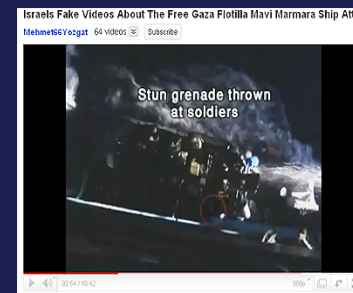 Israels Fake Videos About The Free Gaza Flotilla Mavi Marmara Ship Att
Mehmet66Yozgat 64 videos Subscribe
Stun grenade thrown
at soldiers
02:54 / 10:42 360p